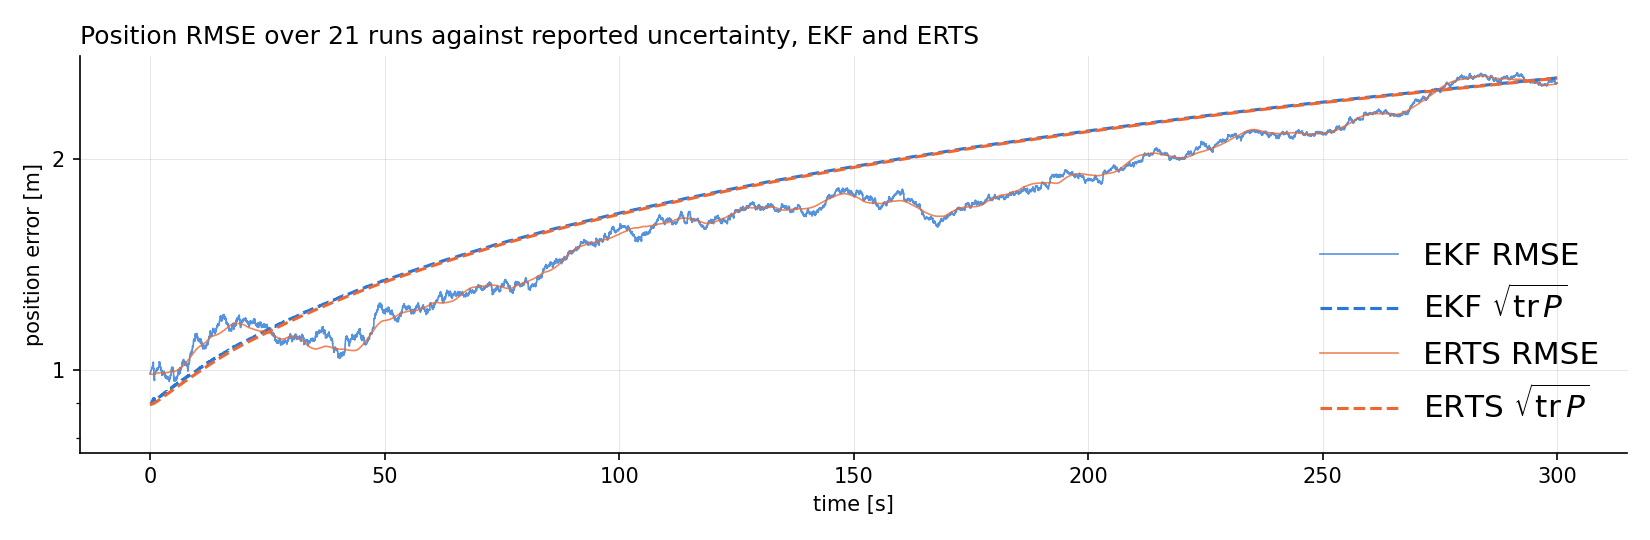 Position RMSE over 21 runs against reported uncertainty, EKF and ERTS
position error [m]
2
1
EKF RMSE
EKF √tr P
ERTS RMSE
ERTS √tr P
0 50 100 150 200 250 300
time [s]